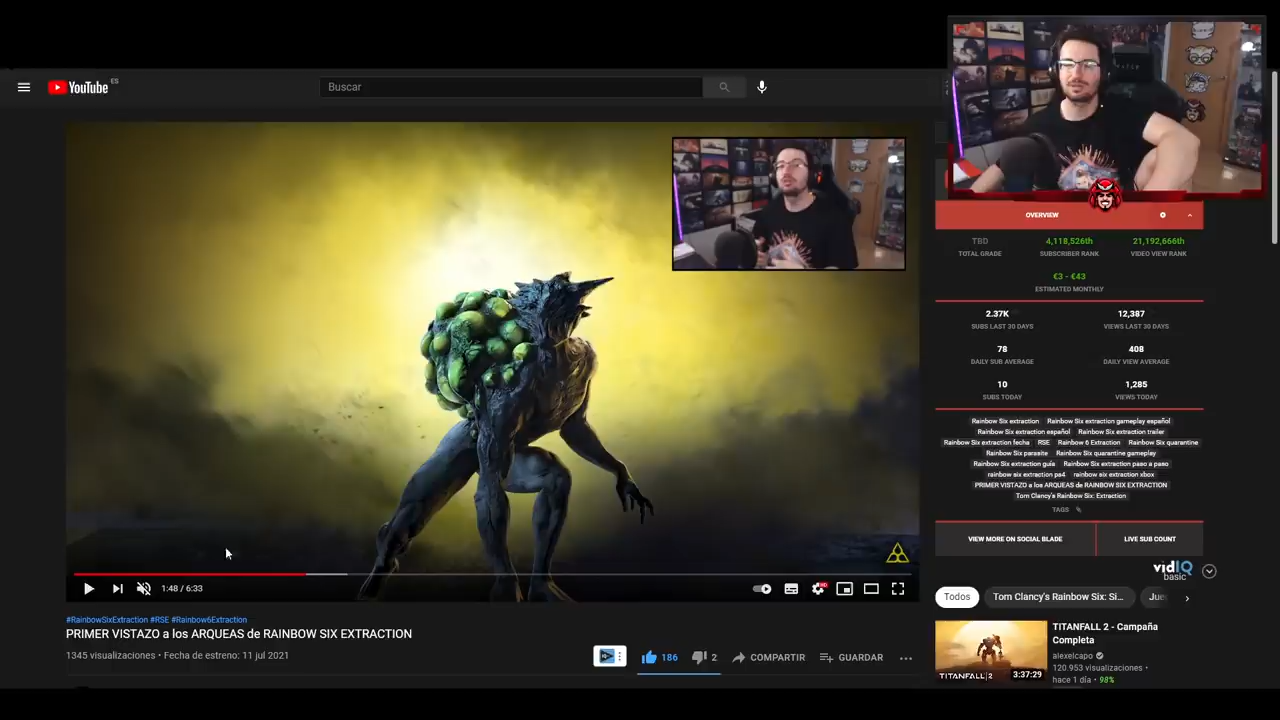 YouTube ES
Buscar
OVERVIEW
TBD
4,118,526th
21,192,666th
TOTAL GRADE
SUBSCRIBER RANK
VIDEO VIEW RANK
€3 - €43
ESTIMATED MONTHLY
2.37K
12,387
SUBS LAST 30 DAYS
VIEWS LAST 30 DAYS
78
408
DAILY SUB AVERAGE
DAILY VIEW AVERAGE
10
1,285
SUBS TODAY
VIEWS TODAY
Rainbow Six extraction Rainbow Six extraction gameplay español
Rainbow Six extraction español Rainbow Six extraction trailer
Rainbow Six extraction fecha RSE Rainbow 6 Extraction Rainbow Six quarantine
Rainbow Six parasite Rainbow Six quarantine gameplay
Rainbow Six extraction guía Rainbow Six extraction paso a paso
rainbow six extraction ps4 rainbow six extraction xbox
PRIMER VISTAZO a los ARQUEAS de RAINBOW SIX EXTRACTION
Tom Clancy's Rainbow Six: Extraction
TAGS
VIEW MORE ON SOCIAL BLADE
LIVE SUB COUNT
vidIQ
basic
1:48 / 6:33
HD
Todos
Tom Clancy's Rainbow Six: Si...
#RainbowSixExtraction #RSE #Rainbow6Extraction
PRIMER VISTAZO a los ARQUEAS de RAINBOW SIX EXTRACTION
1345 visualizaciones • Fecha de estreno: 11 jul 2021
186
2
COMPARTIR
GUARDAR
TITANFALL 2 - Campaña
Completa
alexelcapo
120.953 visualizaciones •
hace 1 día • 98%
TITANFALL 2
3:37:29